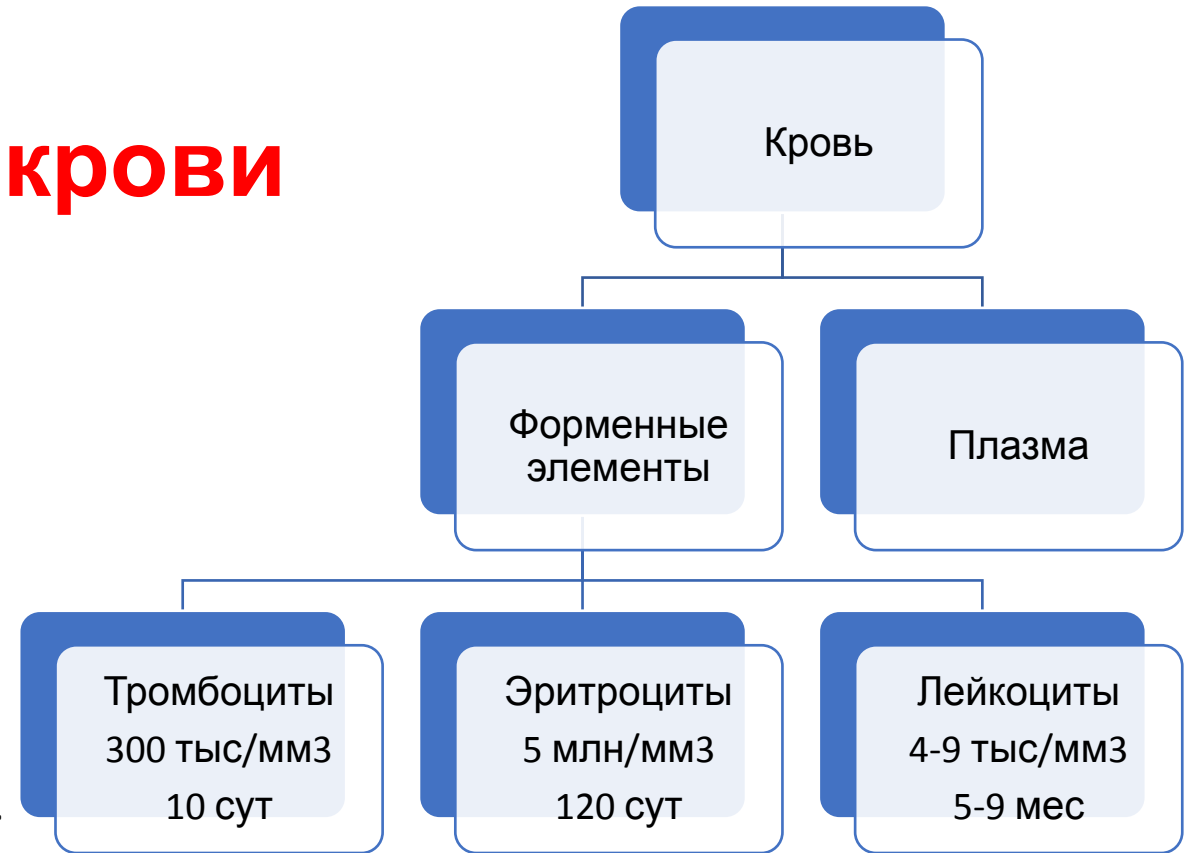 крови
Кровь
Форменные
элементы
Плазма
Тромбоциты
300 тыс/мм3
10 сут
Эритроциты
5 млн/мм3
120 сут
Лейкоциты
4-9 тыс/мм3
5-9 мес
.